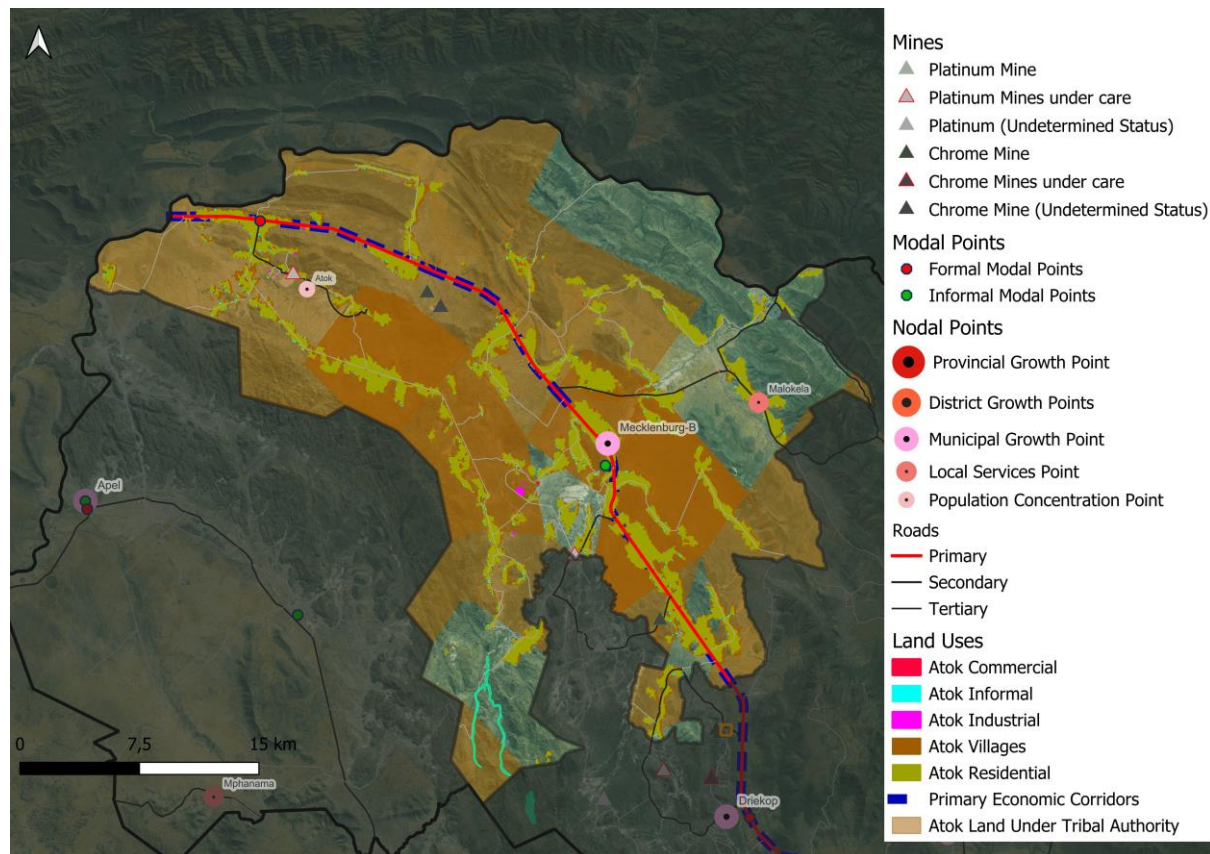 Mines
Platinum Mine
Platinum Mines under care
Platinum (Undetermined Status)
Chrome Mine
Chrome Mines under care
Chrome Mine (Undetermined Status)
Modal Points
Formal Modal Points
Informal Modal Points
Nodal Points
Provincial Growth Point
District Growth Points
Municipal Growth Point
Local Services Point
Population Concentration Point
Roads
Primary
Secondary
Tertiary
Land Uses
Atok Commercial
Atok Informal
Atok Industrial
Atok Villages
Atok Residential
Primary Economic Corridors
Atok Land Under Tribal Authority
Atok
Malokela
Mecklenburg-B
Apel
0 7,5 15 km
Mphanama
Driekop